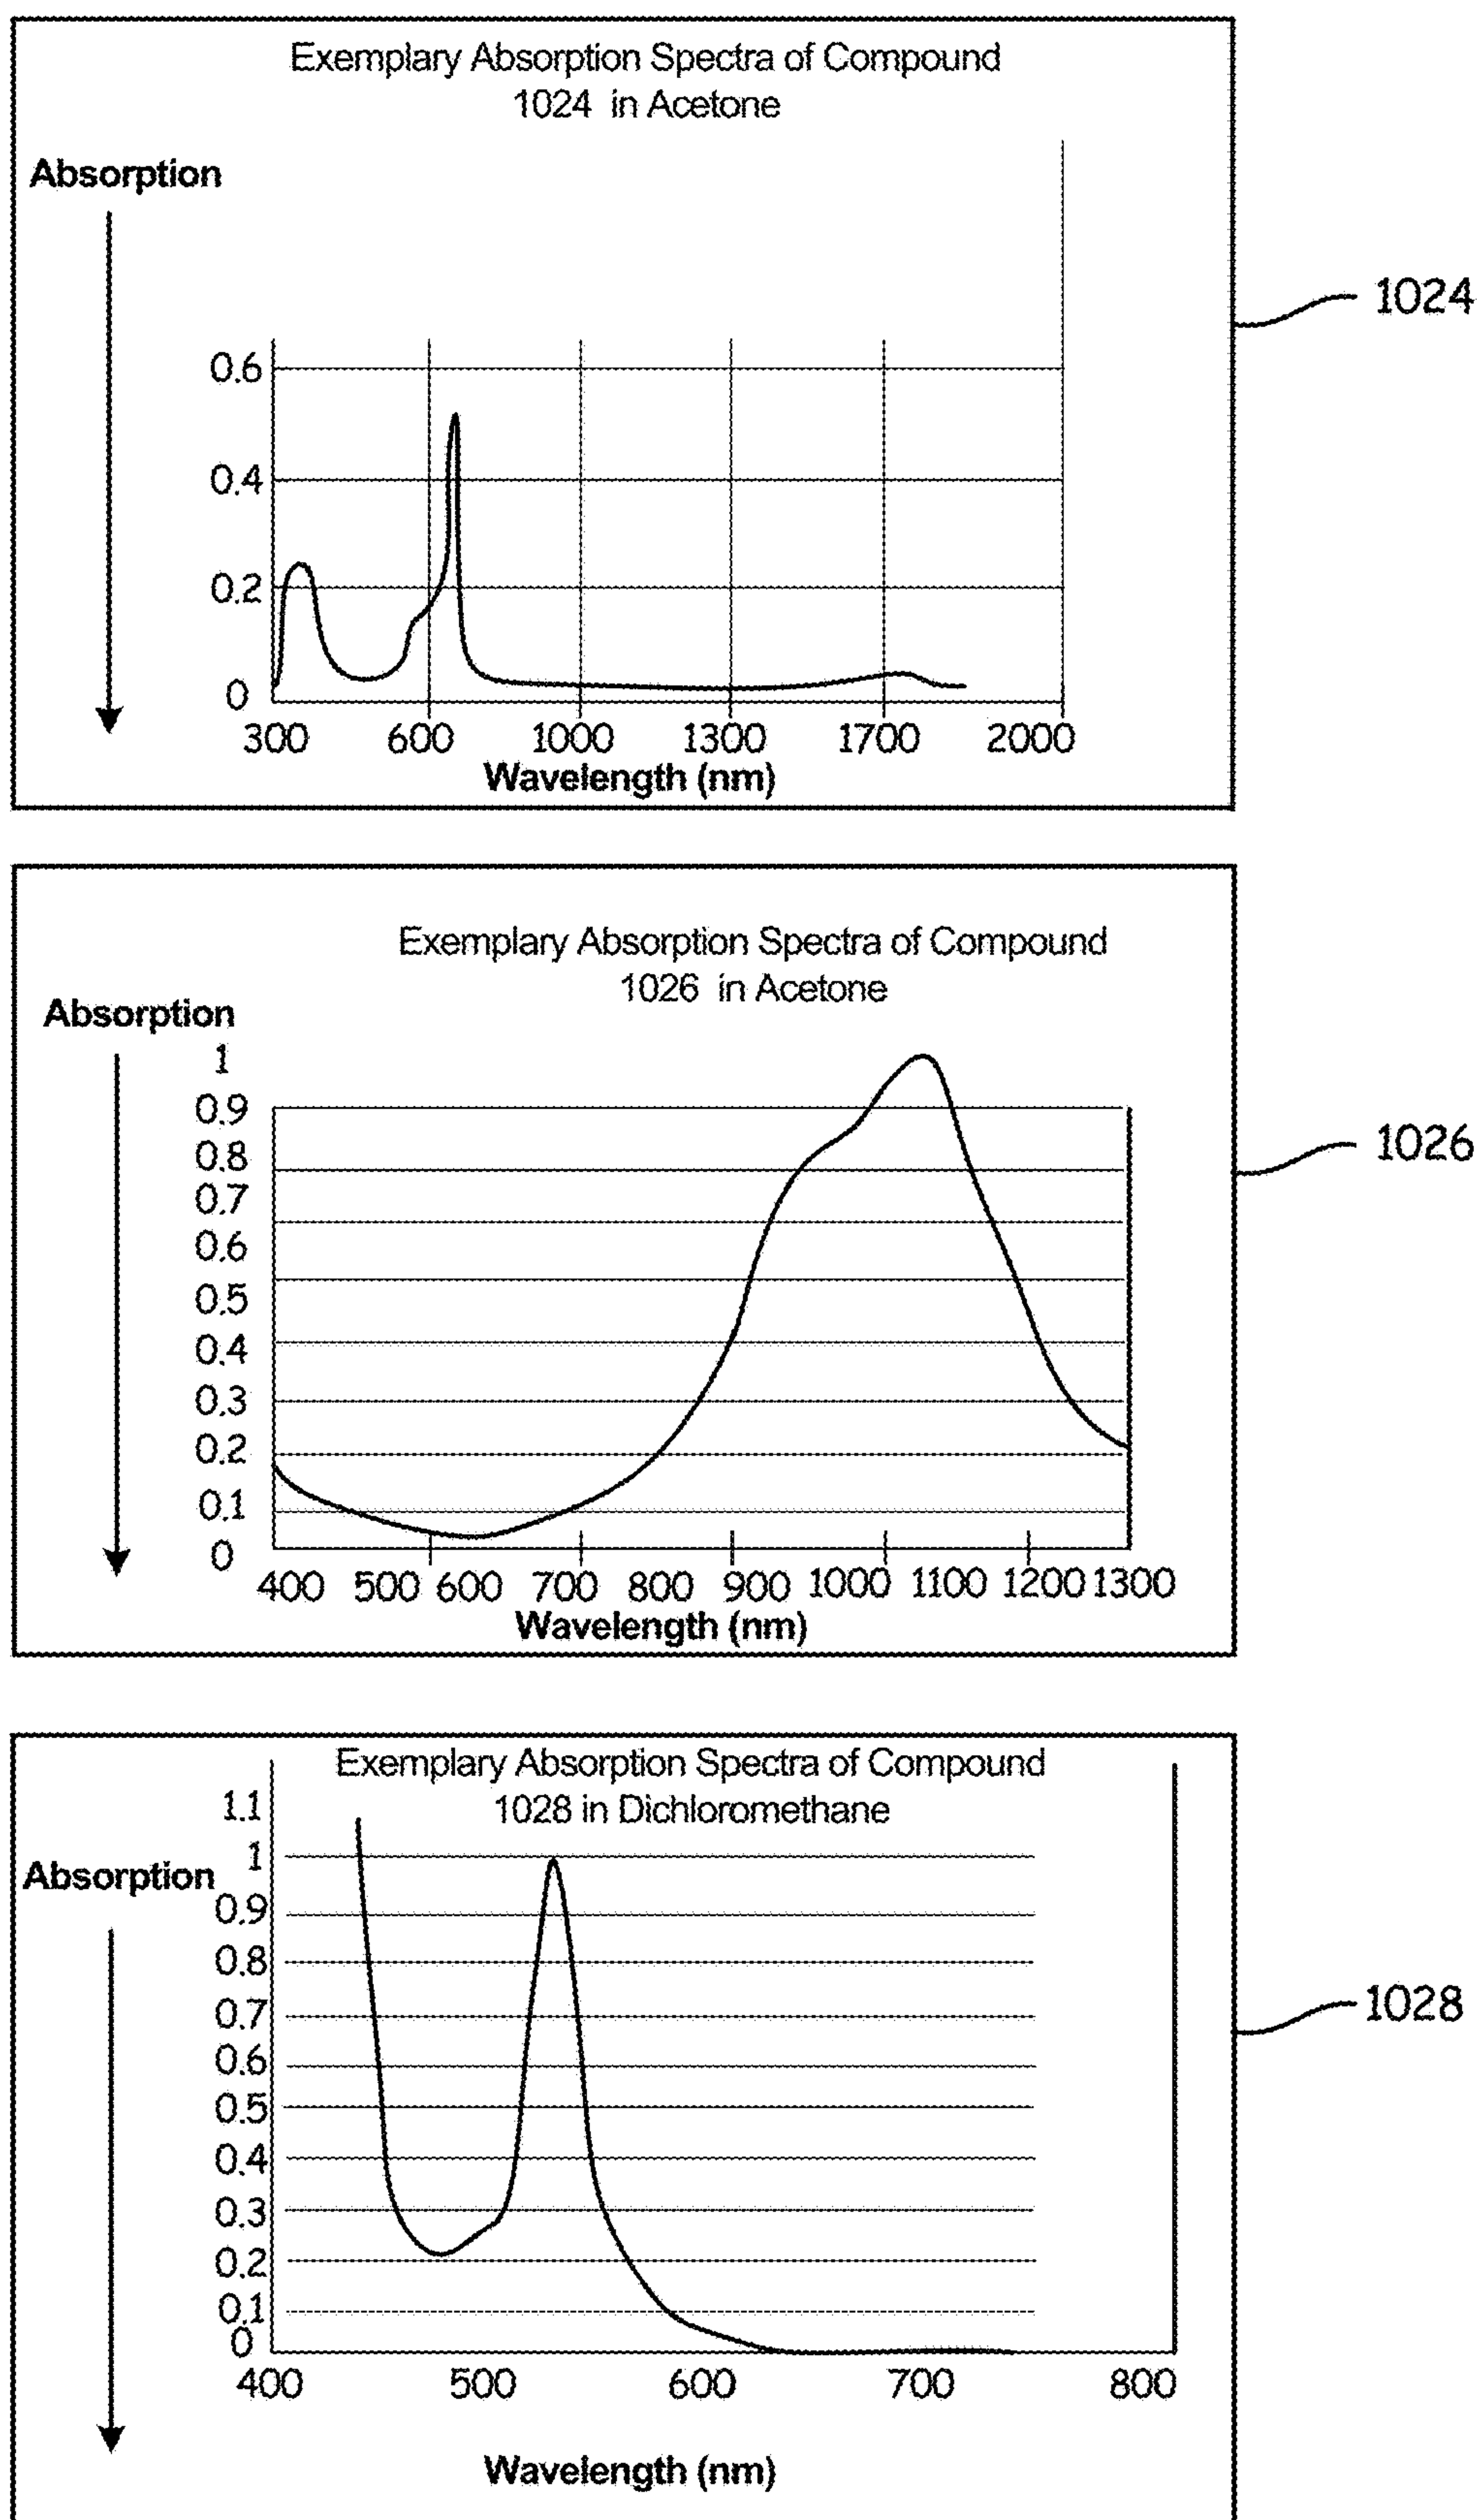 Exemplary Absorption Spectra of Compound
1024 in Acetone
Absorption
1024
0.6
0.4
0.2
0
300 600 1000 1300 1700 2000
Wavelength (nm)
Exemplary Absorption Spectra of Compound
1026 in Acetone
Absorption
1
0.9
1026
0.8
0.7
0.6
0.5
0.4
0.3
0.2
0.1
0
400 500 600 700 800 900 1000 1100 1200 1300
Wavelength (nm)
Exemplary Absorption Spectra of Compound
1028 in Dichloromethane
1.1
1
Absorption
0.9
0.8
0.7
1028
0.6
0.5
0.4
0.3
0.2
0.1
0
400 500 600 700 800
Wavelength (nm)